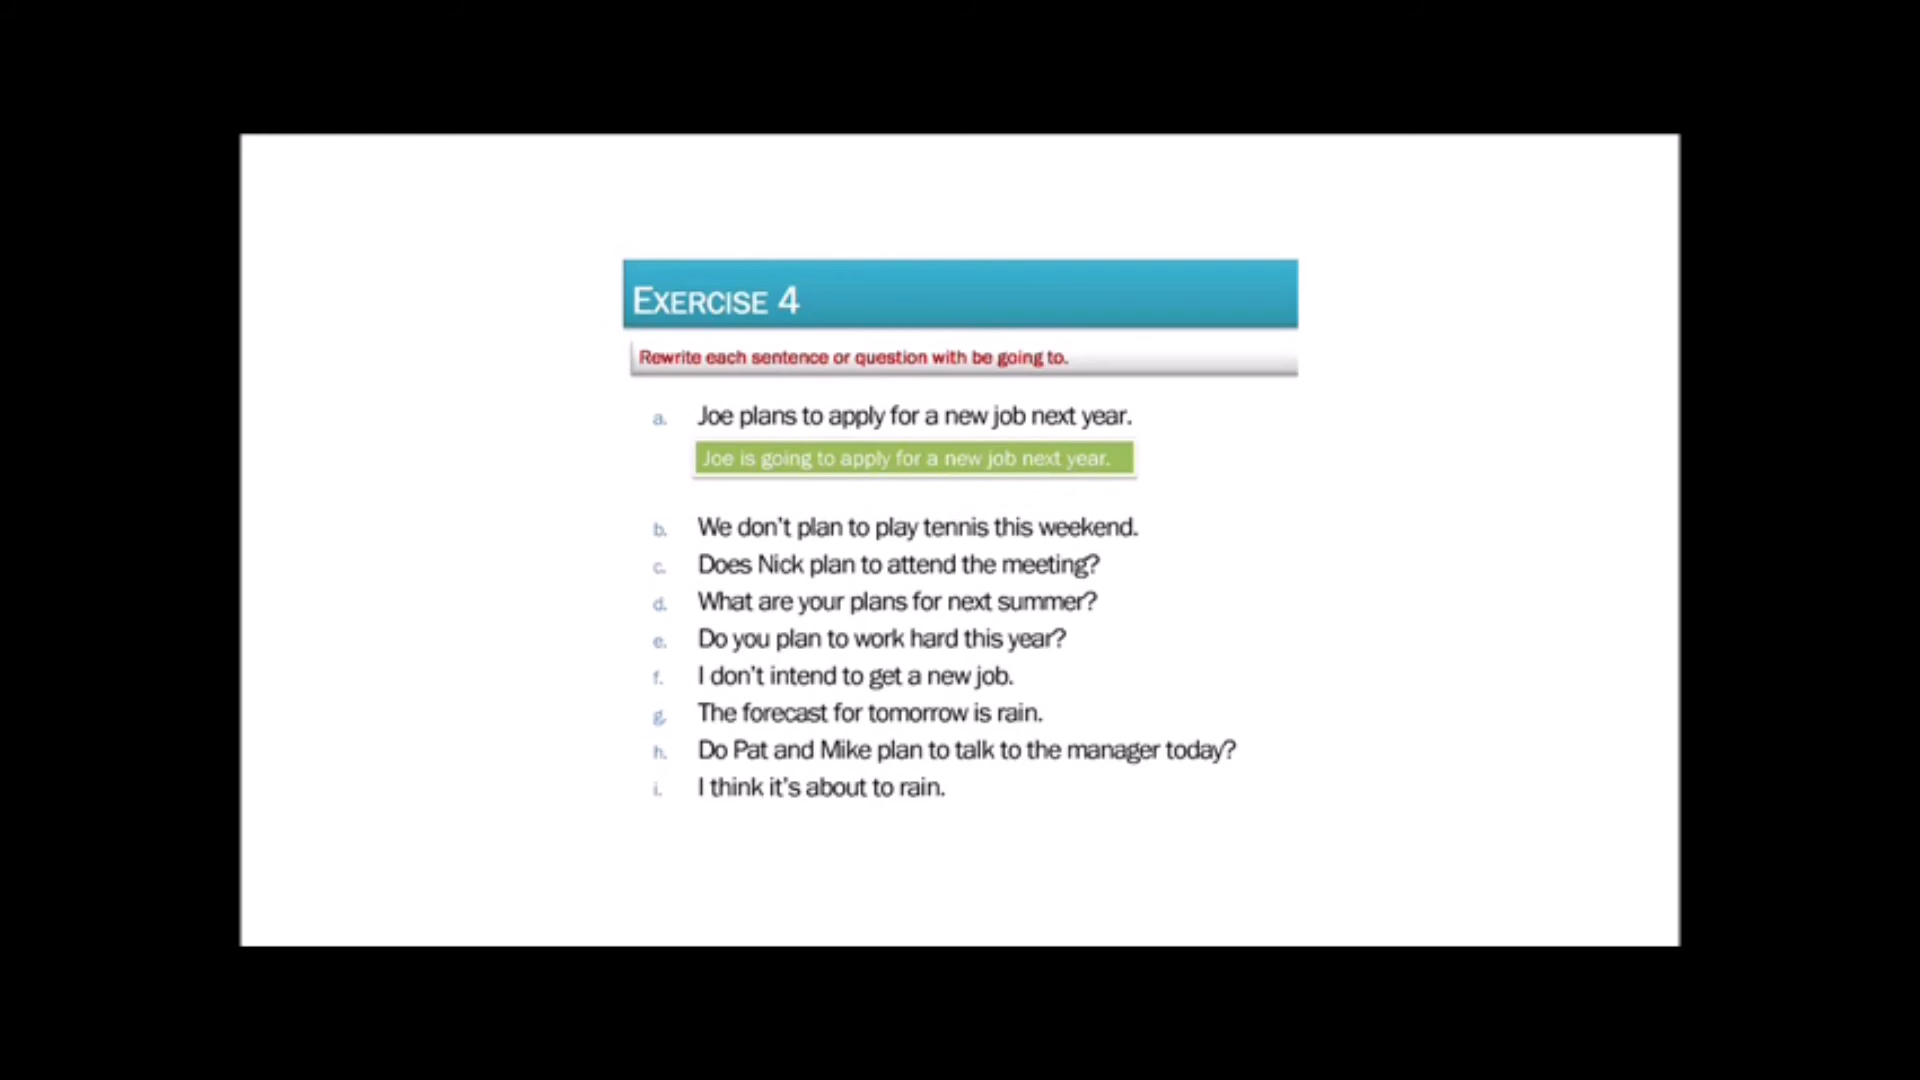 EXERCISE 4
Rewrite each sentence or question with be going to.
a. Joe plans to apply for a new job next year.
Joe is going to apply for a new job next year.
b. We don't plan to play tennis this weekend.
c. Does Nick plan to attend the meeting?
d. What are your plans for next summer?
e. Do you plan to work hard this year?
f. I don't intend to get a new job.
g. The forecast for tomorrow is rain.
h. Do Pat and Mike plan to talk to the manager today?
i. I think it's about to rain.